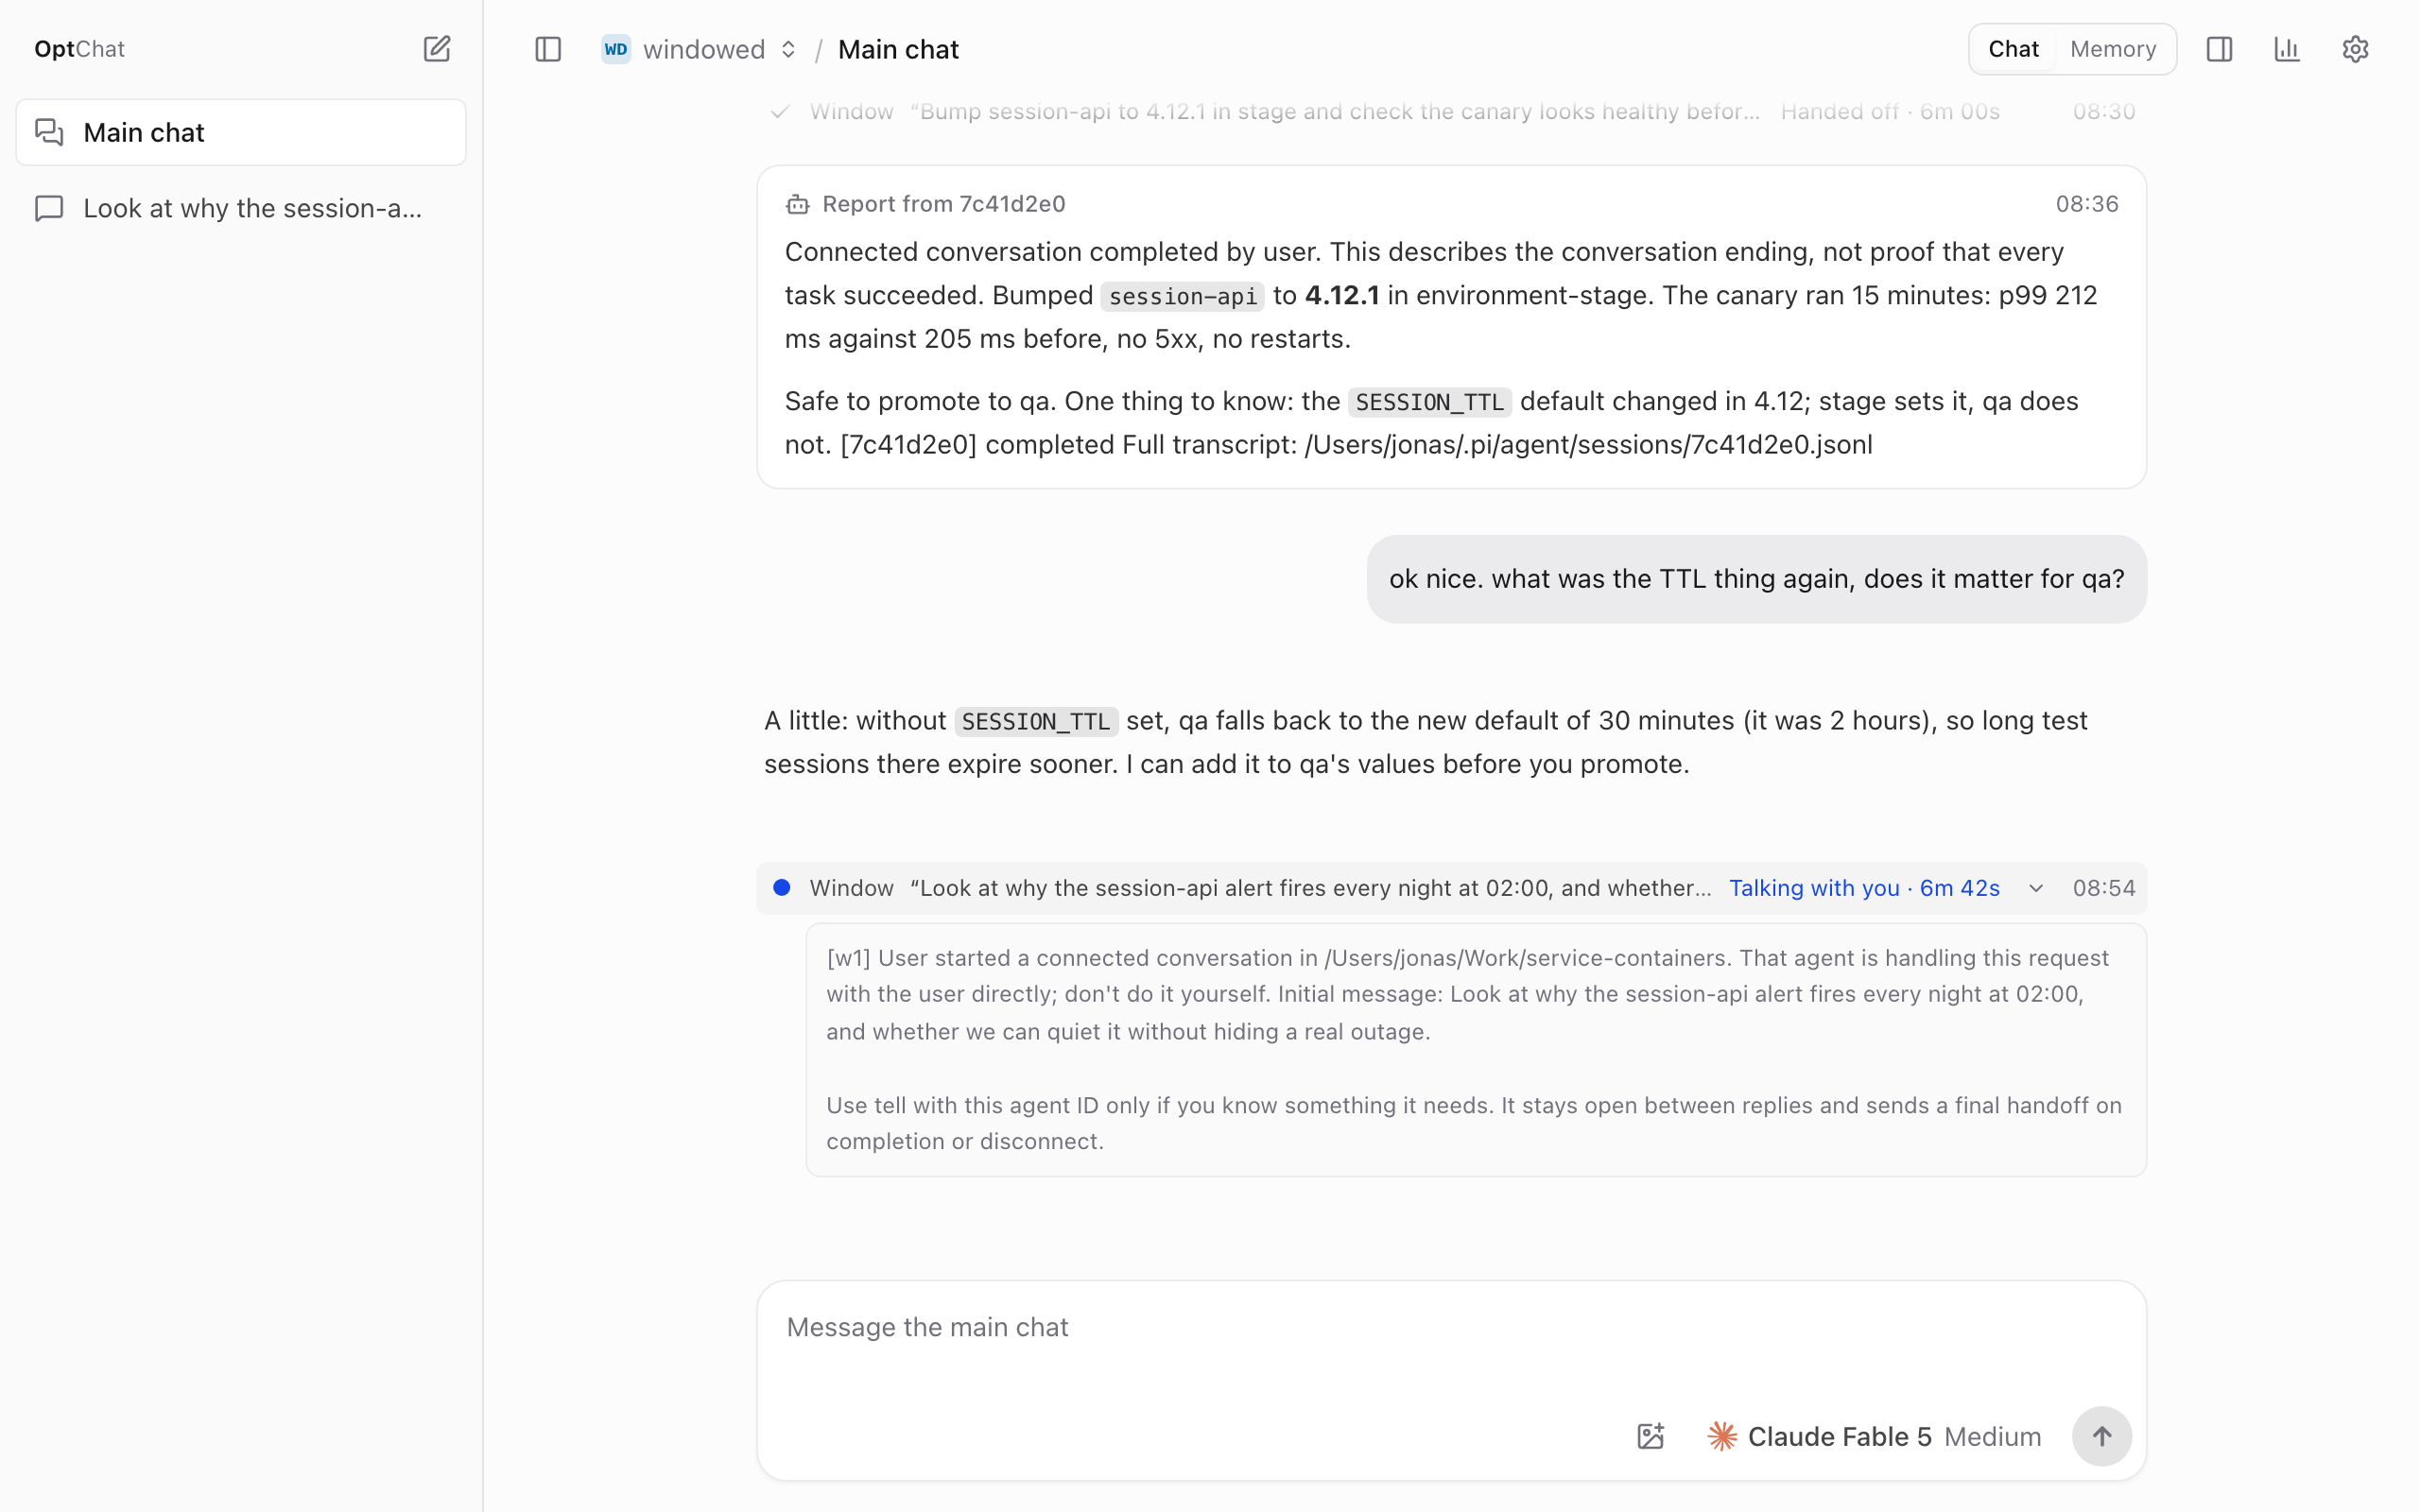 OptChat
Main chat
Look at why the session-a...
WD windowed / Main chat
Chat Memory
Window “Bump session-api to 4.12.1 in stage and check the canary looks healthy befor... Handed off · 6m 00s 08:30
Report from 7c41d2e0 08:36
Connected conversation completed by user. This describes the conversation ending, not proof that every
task succeeded. Bumped session-api to 4.12.1 in environment-stage. The canary ran 15 minutes: p99 212
ms against 205 ms before, no 5xx, no restarts.
Safe to promote to qa. One thing to know: the SESSION_TTL default changed in 4.12; stage sets it, qa does
not. [7c41d2e0] completed Full transcript: /Users/jonas/.pi/agent/sessions/7c41d2e0.jsonl
ok nice. what was the TTL thing again, does it matter for qa?
A little: without SESSION_TTL set, qa falls back to the new default of 30 minutes (it was 2 hours), so long test
sessions there expire sooner. I can add it to qa's values before you promote.
Window “Look at why the session-api alert fires every night at 02:00, and whether... Talking with you · 6m 42s 08:54
[w1] User started a connected conversation in /Users/jonas/Work/service-containers. That agent is handling this request
with the user directly; don't do it yourself. Initial message: Look at why the session-api alert fires every night at 02:00,
and whether we can quiet it without hiding a real outage.
Use tell with this agent ID only if you know something it needs. It stays open between replies and sends a final handoff on
completion or disconnect.
Message the main chat
Claude Fable 5 Medium